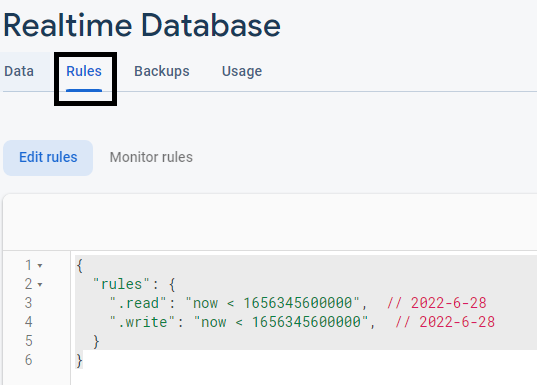 Realtime Database
Data Rules Backups Usage
Edit rules Monitor rules
1 {
2 "rules": {
3 ".read": "now < 1656345600000", // 2022-6-28
4 ".write": "now < 1656345600000", // 2022-6-28
5 }
6 }